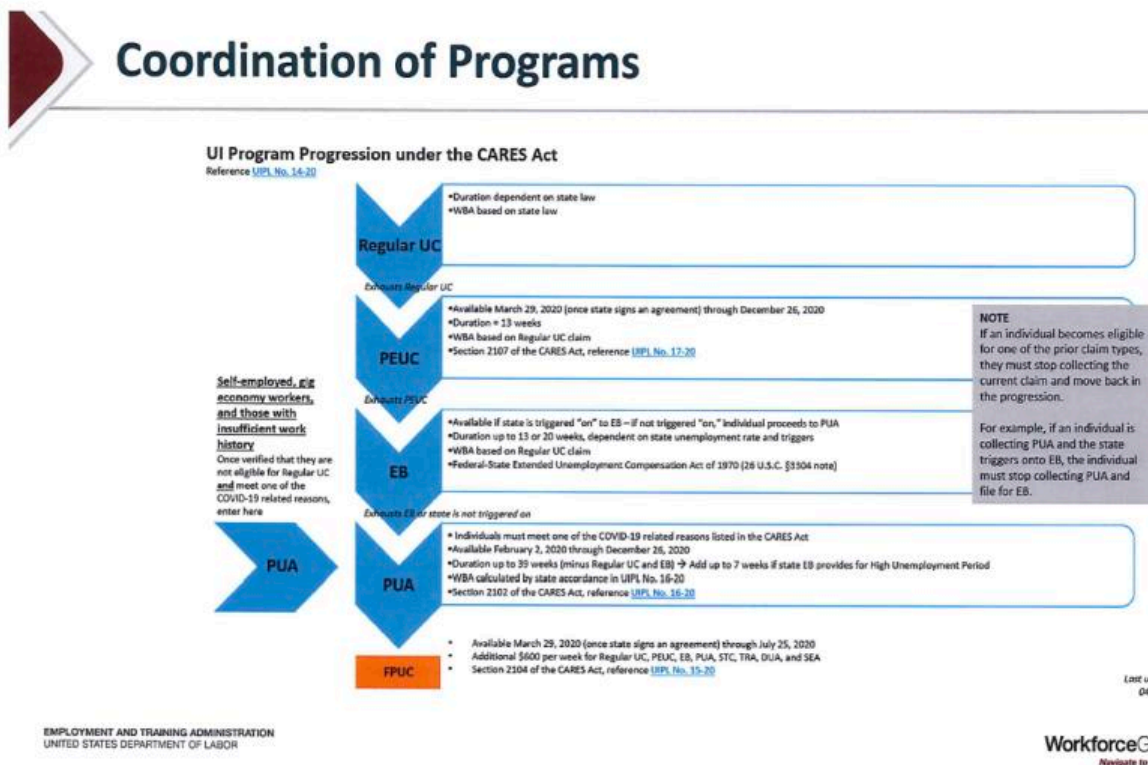 Coordination of Programs
UI Program Progression under the CARES Act
Reference UIPL No. 14-20
•Duration dependent on state law
•WBA based on state law
Regular UC
Exhausts Regular UC
•Available March 29, 2020 (once state signs an agreement) through December 26, 2020
•Duration = 13 weeks
•WBA based on Regular UC claim
•Section 2107 of the CARES Act, reference UIPL No. 17-20
PEUC
Exhausts PEUC
NOTE
If an individual becomes eligible
for one of the prior claim types,
they must stop collecting the
current claim and move back in
the progression.
For example, if an individual is
collecting PUA and the state
triggers onto EB, the individual
must stop collecting PUA and
file for EB.
•Available if state is triggered "on" to EB – if not triggered "on," individual proceeds to PUA
•Duration up to 13 or 20 weeks, dependent on state unemployment rate and triggers
•WBA based on Regular UC claim
•Federal-State Extended Unemployment Compensation Act of 1970 (26 U.S.C. §3304 note)
EB
Exhausts EB or state is not triggered on
Self-employed, gig
economy workers,
and those with
insufficient work
history
Once verified that they are
not eligible for Regular UC
and meet one of the
COVID-19 related reasons,
enter here
PUA
• Individuals must meet one of the COVID-19 related reasons listed in the CARES Act
•Available February 2, 2020 through December 26, 2020
•Duration up to 39 weeks (minus Regular UC and EB) → Add up to 7 weeks if state EB provides for High Unemployment Period
•WBA calculated by state accordance in UIPL No. 16-20
•Section 2102 of the CARES Act, reference UIPL No. 16-20
PUA
• Available March 29, 2020 (once state signs an agreement) through July 25, 2020
• Additional $600 per week for Regular UC, PEUC, EB, PUA, STC, TRA, DUA, and SEA
• Section 2104 of the CARES Act, reference UIPL No. 15-20
FPUC
Last u
04
EMPLOYMENT AND TRAINING ADMINISTRATION
UNITED STATES DEPARTMENT OF LABOR
WorkforceG
Navigate to